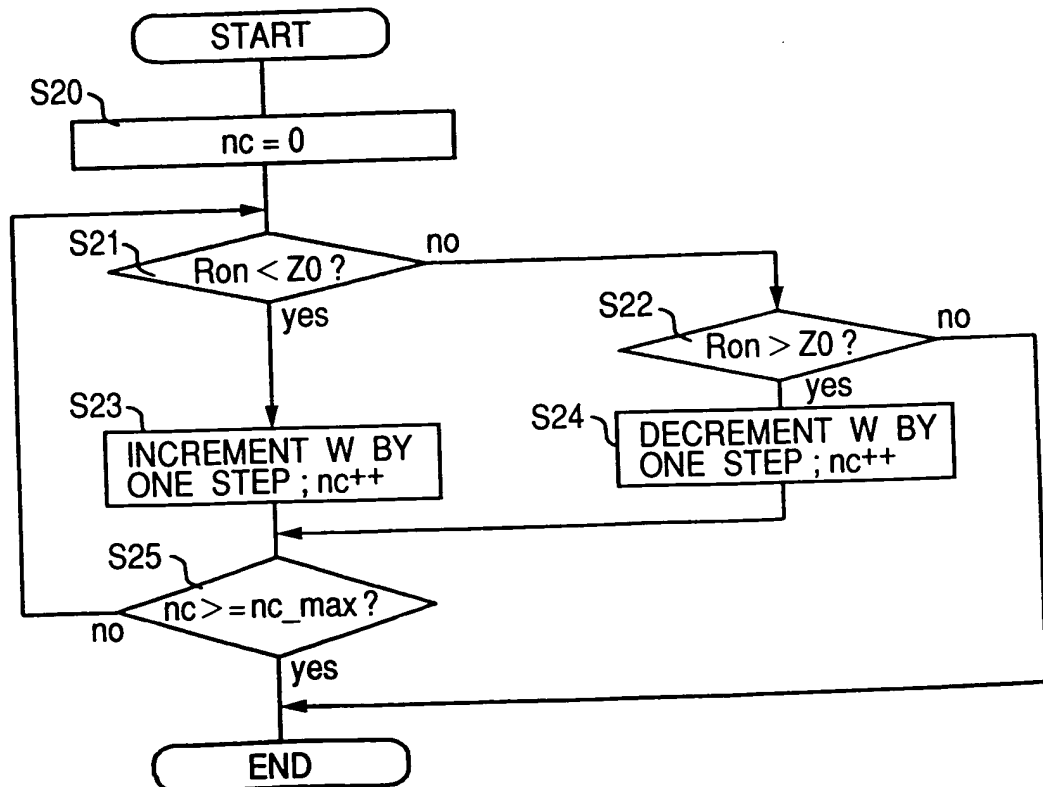 START
S20
nc = 0
S21
Ron < Z0 ?
no
yes
S22
Ron > Z0 ?
no
yes
S23
INCREMENT W BY
ONE STEP ; nc++
S24
DECREMENT W BY
ONE STEP ; nc++
S25
nc > = nc_max ?
no
yes
END